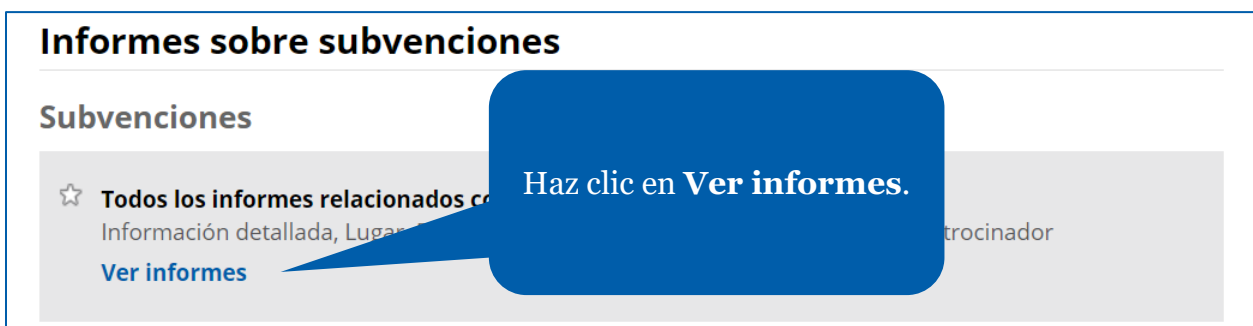 Informes sobre subvenciones
Subvenciones
Todos los informes relacionados
Información detallada, Lugar, trocinador
Ver informes
Haz clic en Ver informes.